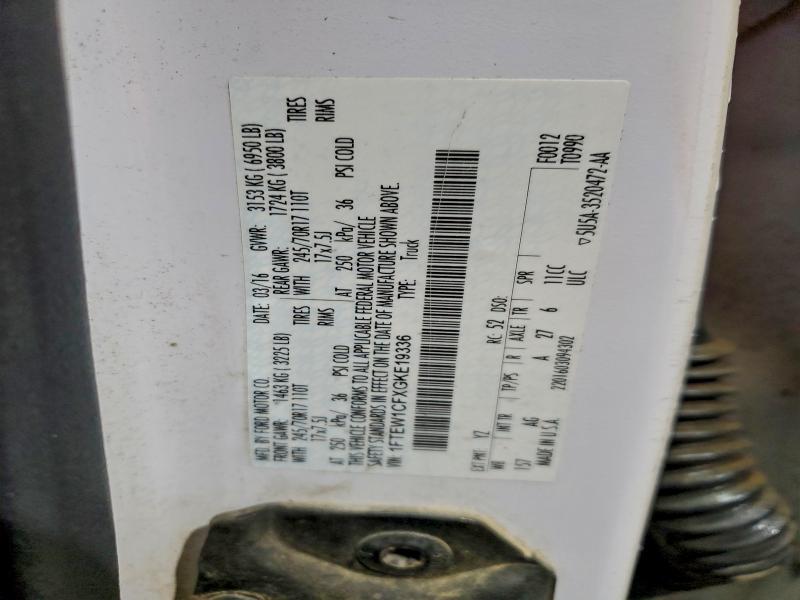 MFD. BY FORD MOTOR CO. DATE: 03/16 GVWR: 3153 KG ( 6950 LB)
FRONT GAWR: 1463 KG ( 3225 LB) REAR GAWR: 1724 KG ( 3800 LB)
WITH 245/70R17 110T TIRES WITH 245/70R17 110T TIRES
17x7.5J RIMS 17x7.5J RIMS
AT 250 kPa/ 36 PSI COLD AT 250 kPa/ 36 PSI COLD
THIS VEHICLE CONFORMS TO ALL APPLICABLE FEDERAL MOTOR VEHICLE
SAFETY STANDARDS IN EFFECT ON THE DATE OF MANUFACTURE SHOWN ABOVE.
VIN: 1FTEW1CFXGKE19336 TYPE: Truck
EXT PNT: YZ RC: 52 DSO: F0012
WB INT TR TP/PS R AXLE TR SPR T0990
157 AG A 27 6 11CC
MADE IN U.S.A. 2201603094302 ULC
5U5A-3520472-AA